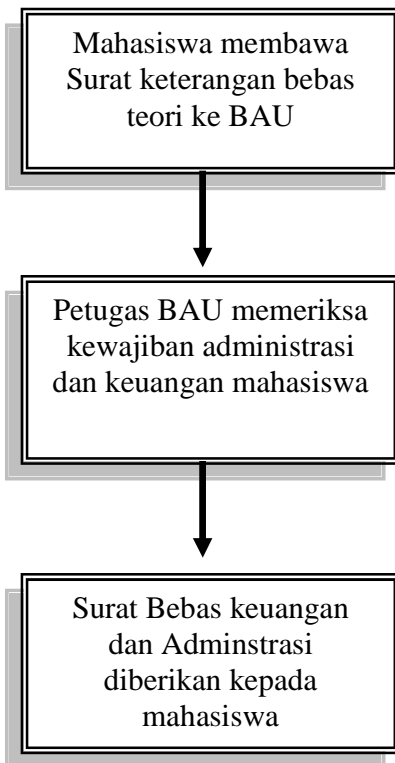 Mahasiswa membawa
Surat keterangan bebas
teori ke BAU
Petugas BAU memeriksa
kewajiban administrasi
dan keuangan mahasiswa
Surat Bebas keuangan
dan Adminstrasi
diberikan kepada
mahasiswa